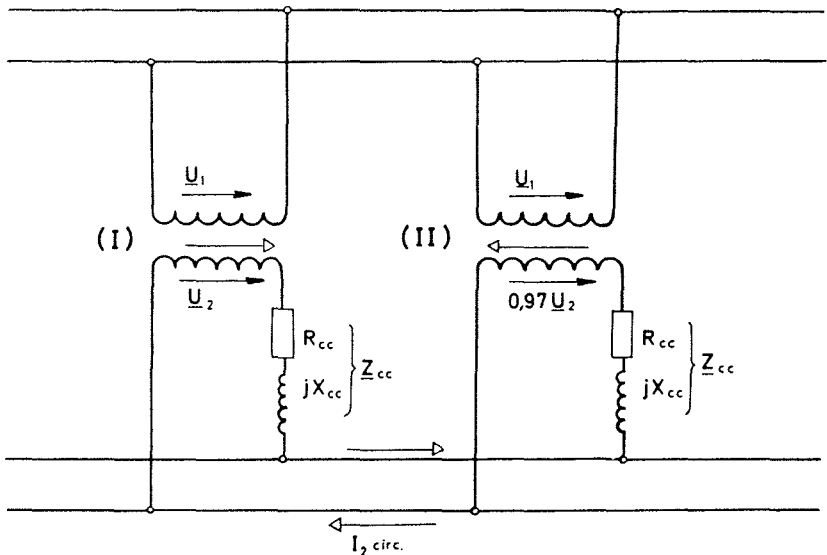 U₁
U₁
(I)
(II)
U₂
0,97 U₂
Rcc
jXcc
Zcc
Rcc
jXcc
Zcc
I₂ circ.